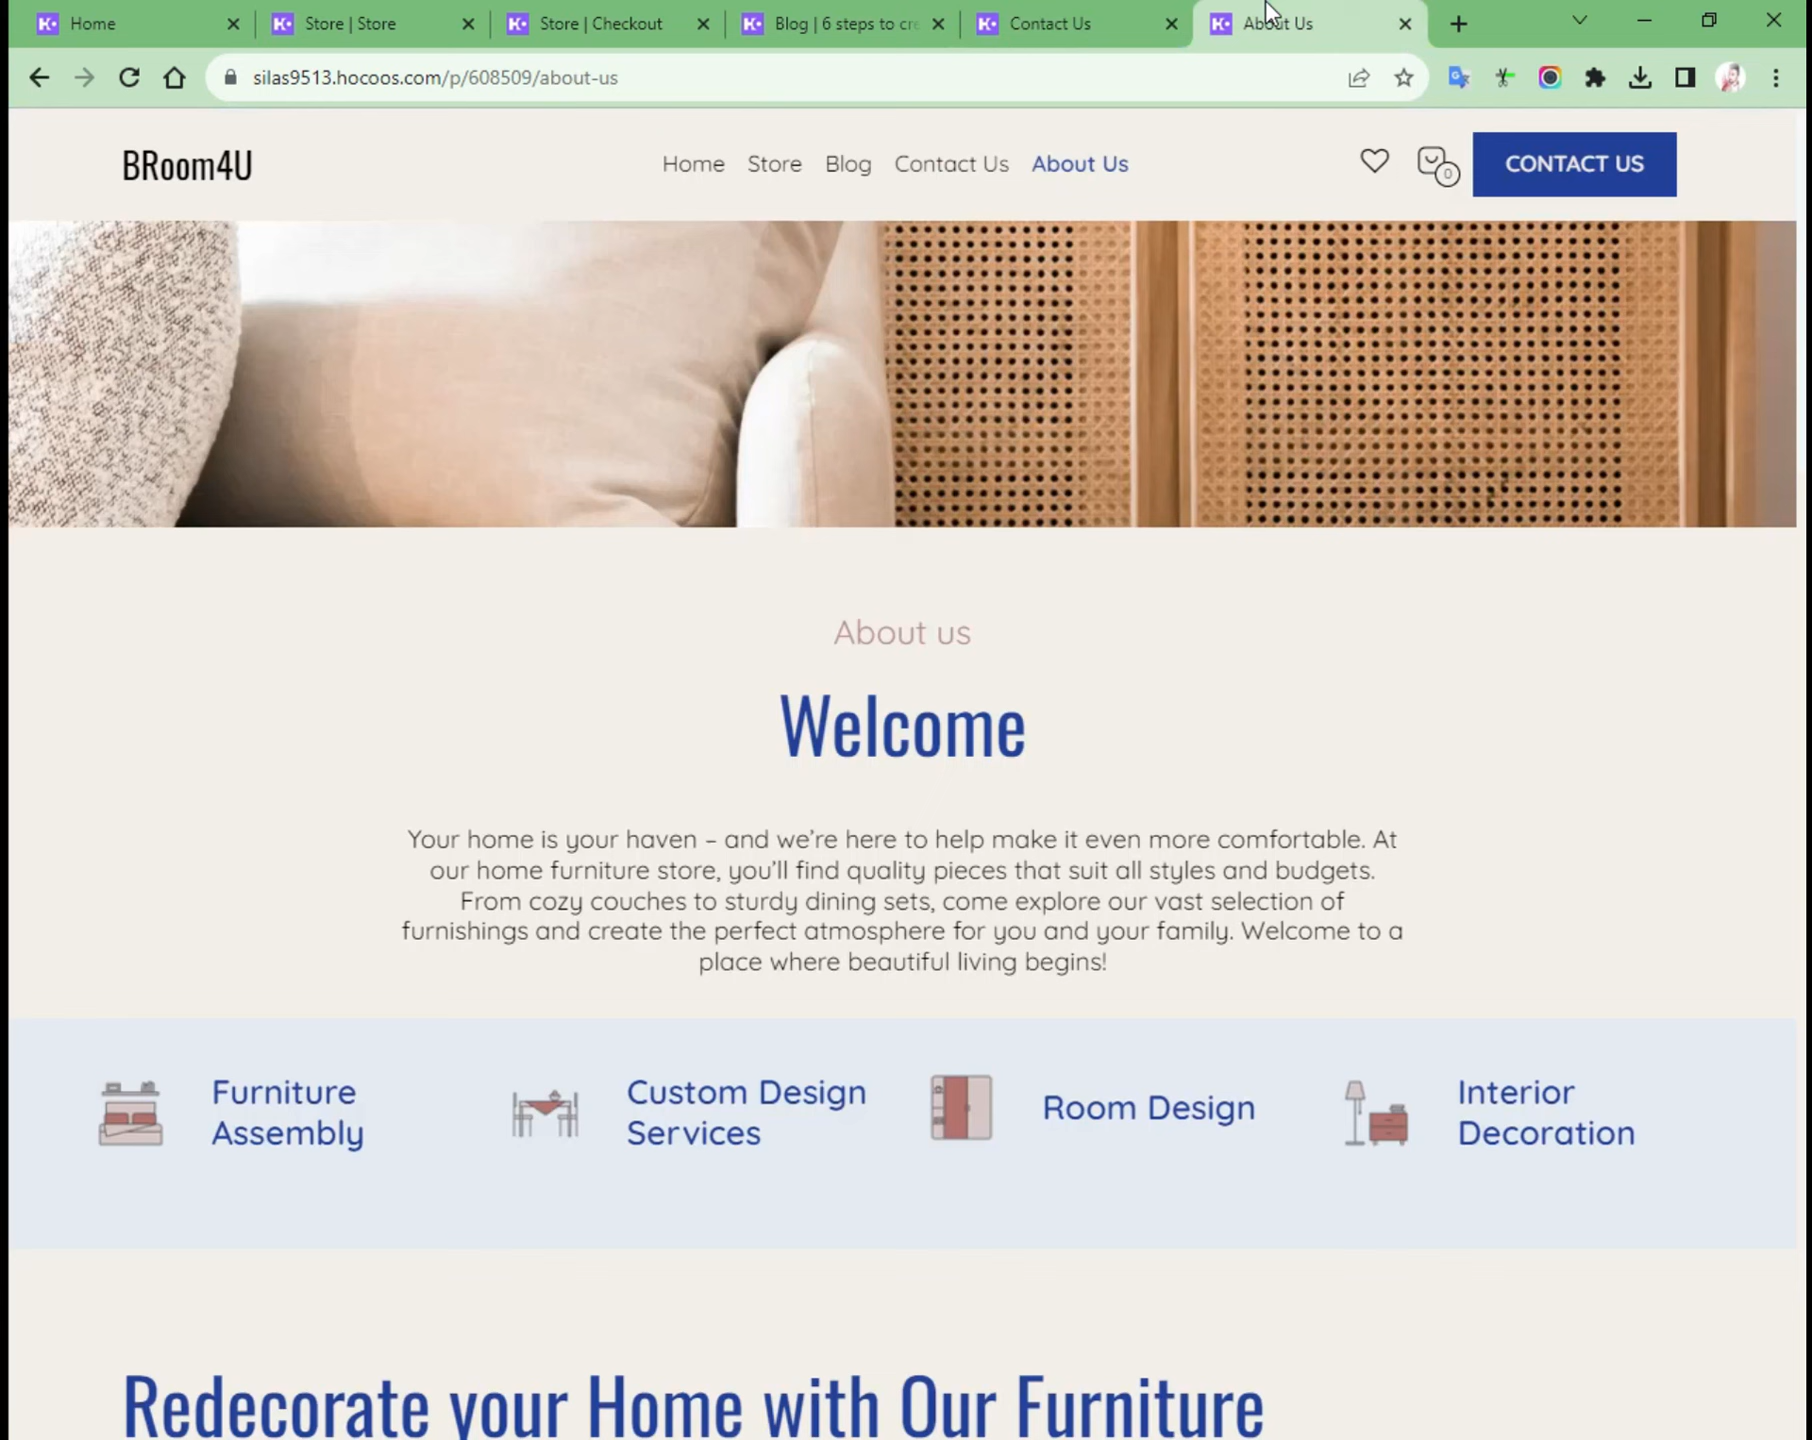 Home
Store | Store
Store | Checkout
Blog | 6 steps to cre
Contact Us
About Us
silas9513.hocoos.com/p/608509/about-us
BRoom4U
Home
Store
Blog
Contact Us
About Us
0
CONTACT US
About us
Welcome
Your home is your haven – and we’re here to help make it even more comfortable. At
our home furniture store, you’ll find quality pieces that suit all styles and budgets.
From cozy couches to sturdy dining sets, come explore our vast selection of
furnishings and create the perfect atmosphere for you and your family. Welcome to a
place where beautiful living begins!
Furniture
Assembly
Custom Design
Services
Room Design
Interior
Decoration
Redecorate your Home with Our Furniture